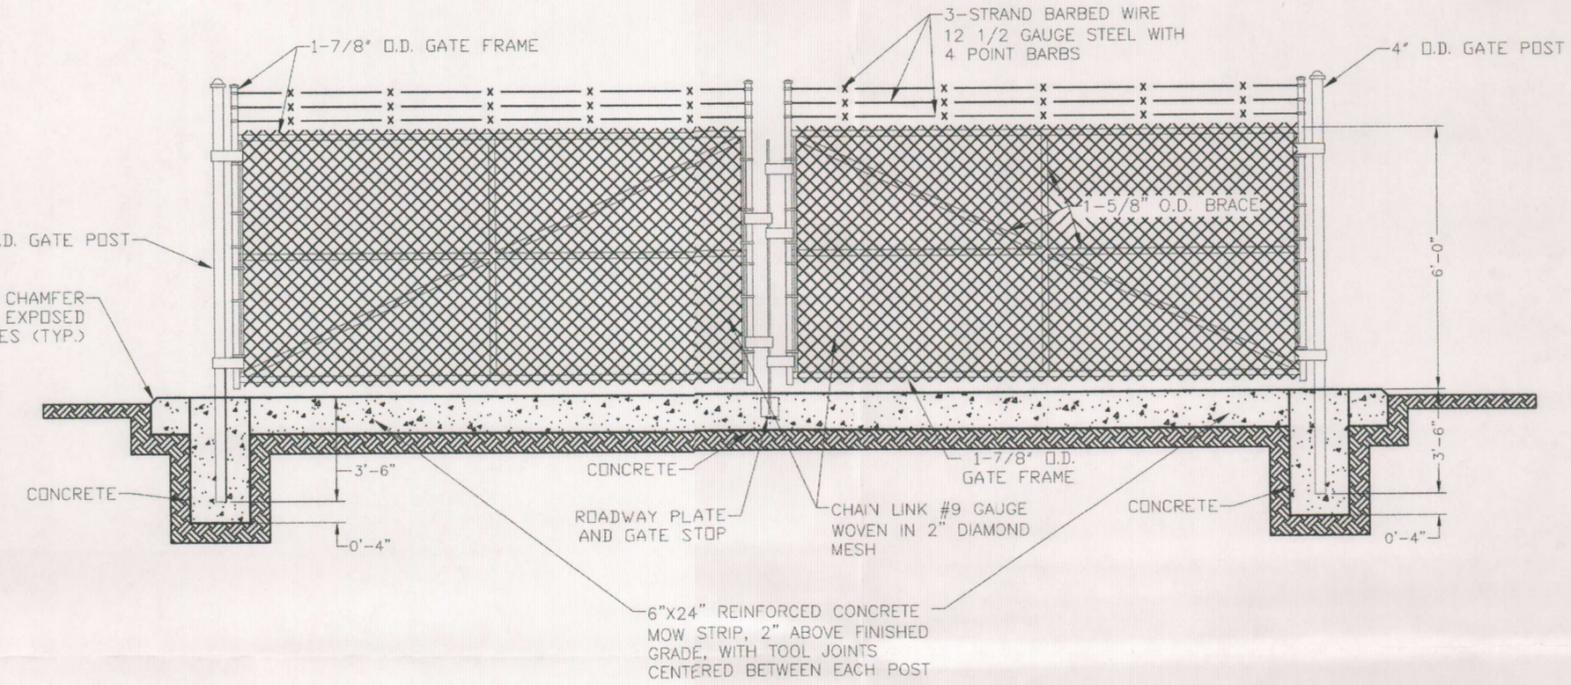 3-STRAND BARBED WIRE
12 1/2 GAUGE STEEL WITH
4 POINT BARBS
1-7/8" O.D. GATE FRAME
4" O.D. GATE POST
1-5/8" O.D. BRACE
.D. GATE POST
CHAMFER
EXPOSED
ES (TYP.)
6'-0"
3'-6"
0'-4"
CONCRETE
3'-6"
0'-4"
CONCRETE
ROADWAY PLATE
AND GATE STOP
1-7/8" O.D.
GATE FRAME
CHAIN LINK #9 GAUGE
WOVEN IN 2" DIAMOND
MESH
CONCRETE
6"X24" REINFORCED CONCRETE
MOW STRIP, 2" ABOVE FINISHED
GRADE, WITH TOOL JOINTS
CENTERED BETWEEN EACH POST